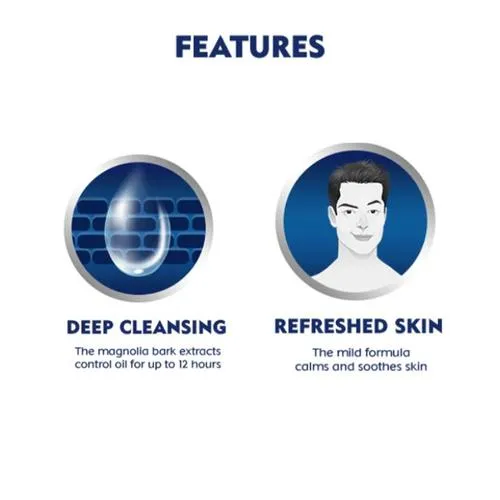 FEATURES
DEEP CLEANSING
The magnolia bark extracts
control oil for up to 12 hours
REFRESHED SKIN
The mild formula
calms and soothes skin